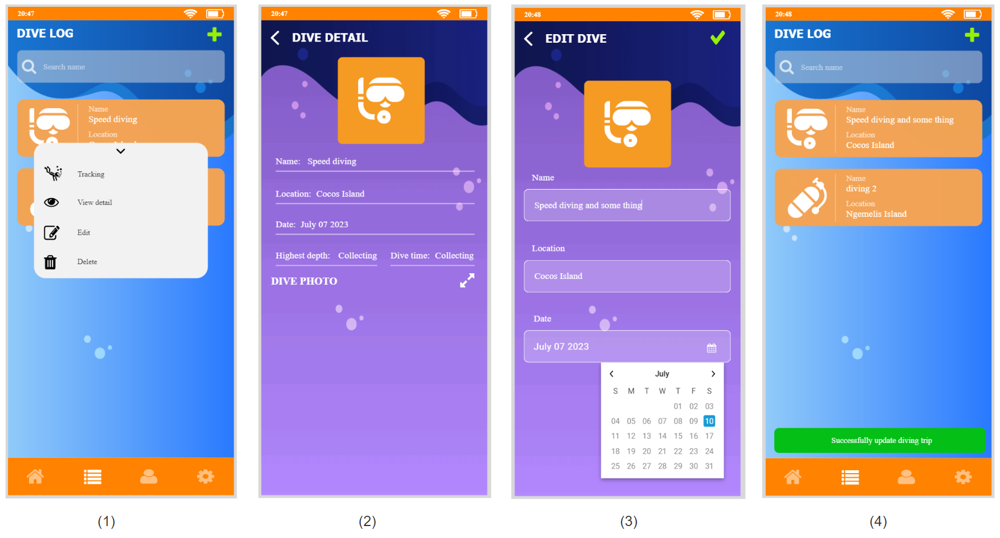 20:47
DIVE LOG
Search name
Name
Speed diving
Location
Tracking
View detail
Edit
Delete
(1)
20:47
DIVE DETAIL
Name: Speed diving
Location: Cocos Island
Date: July 07 2023
Highest depth: Collecting Dive time: Collecting
DIVE PHOTO
(2)
20:48
EDIT DIVE
Name
Speed diving and some thing
Location
Cocos Island
Date
July 07 2023
July
S M T W T F S
01 02 03
04 05 06 07 08 09 10
11 12 13 14 15 16 17
18 19 20 21 22 23 24
25 26 27 28 29 30 31
(3)
20:48
DIVE LOG
Search name
Name
Speed diving and some thing
Location
Cocos Island
Name
diving 2
Location
Ngemelis Island
Successfully update diving trip
(4)